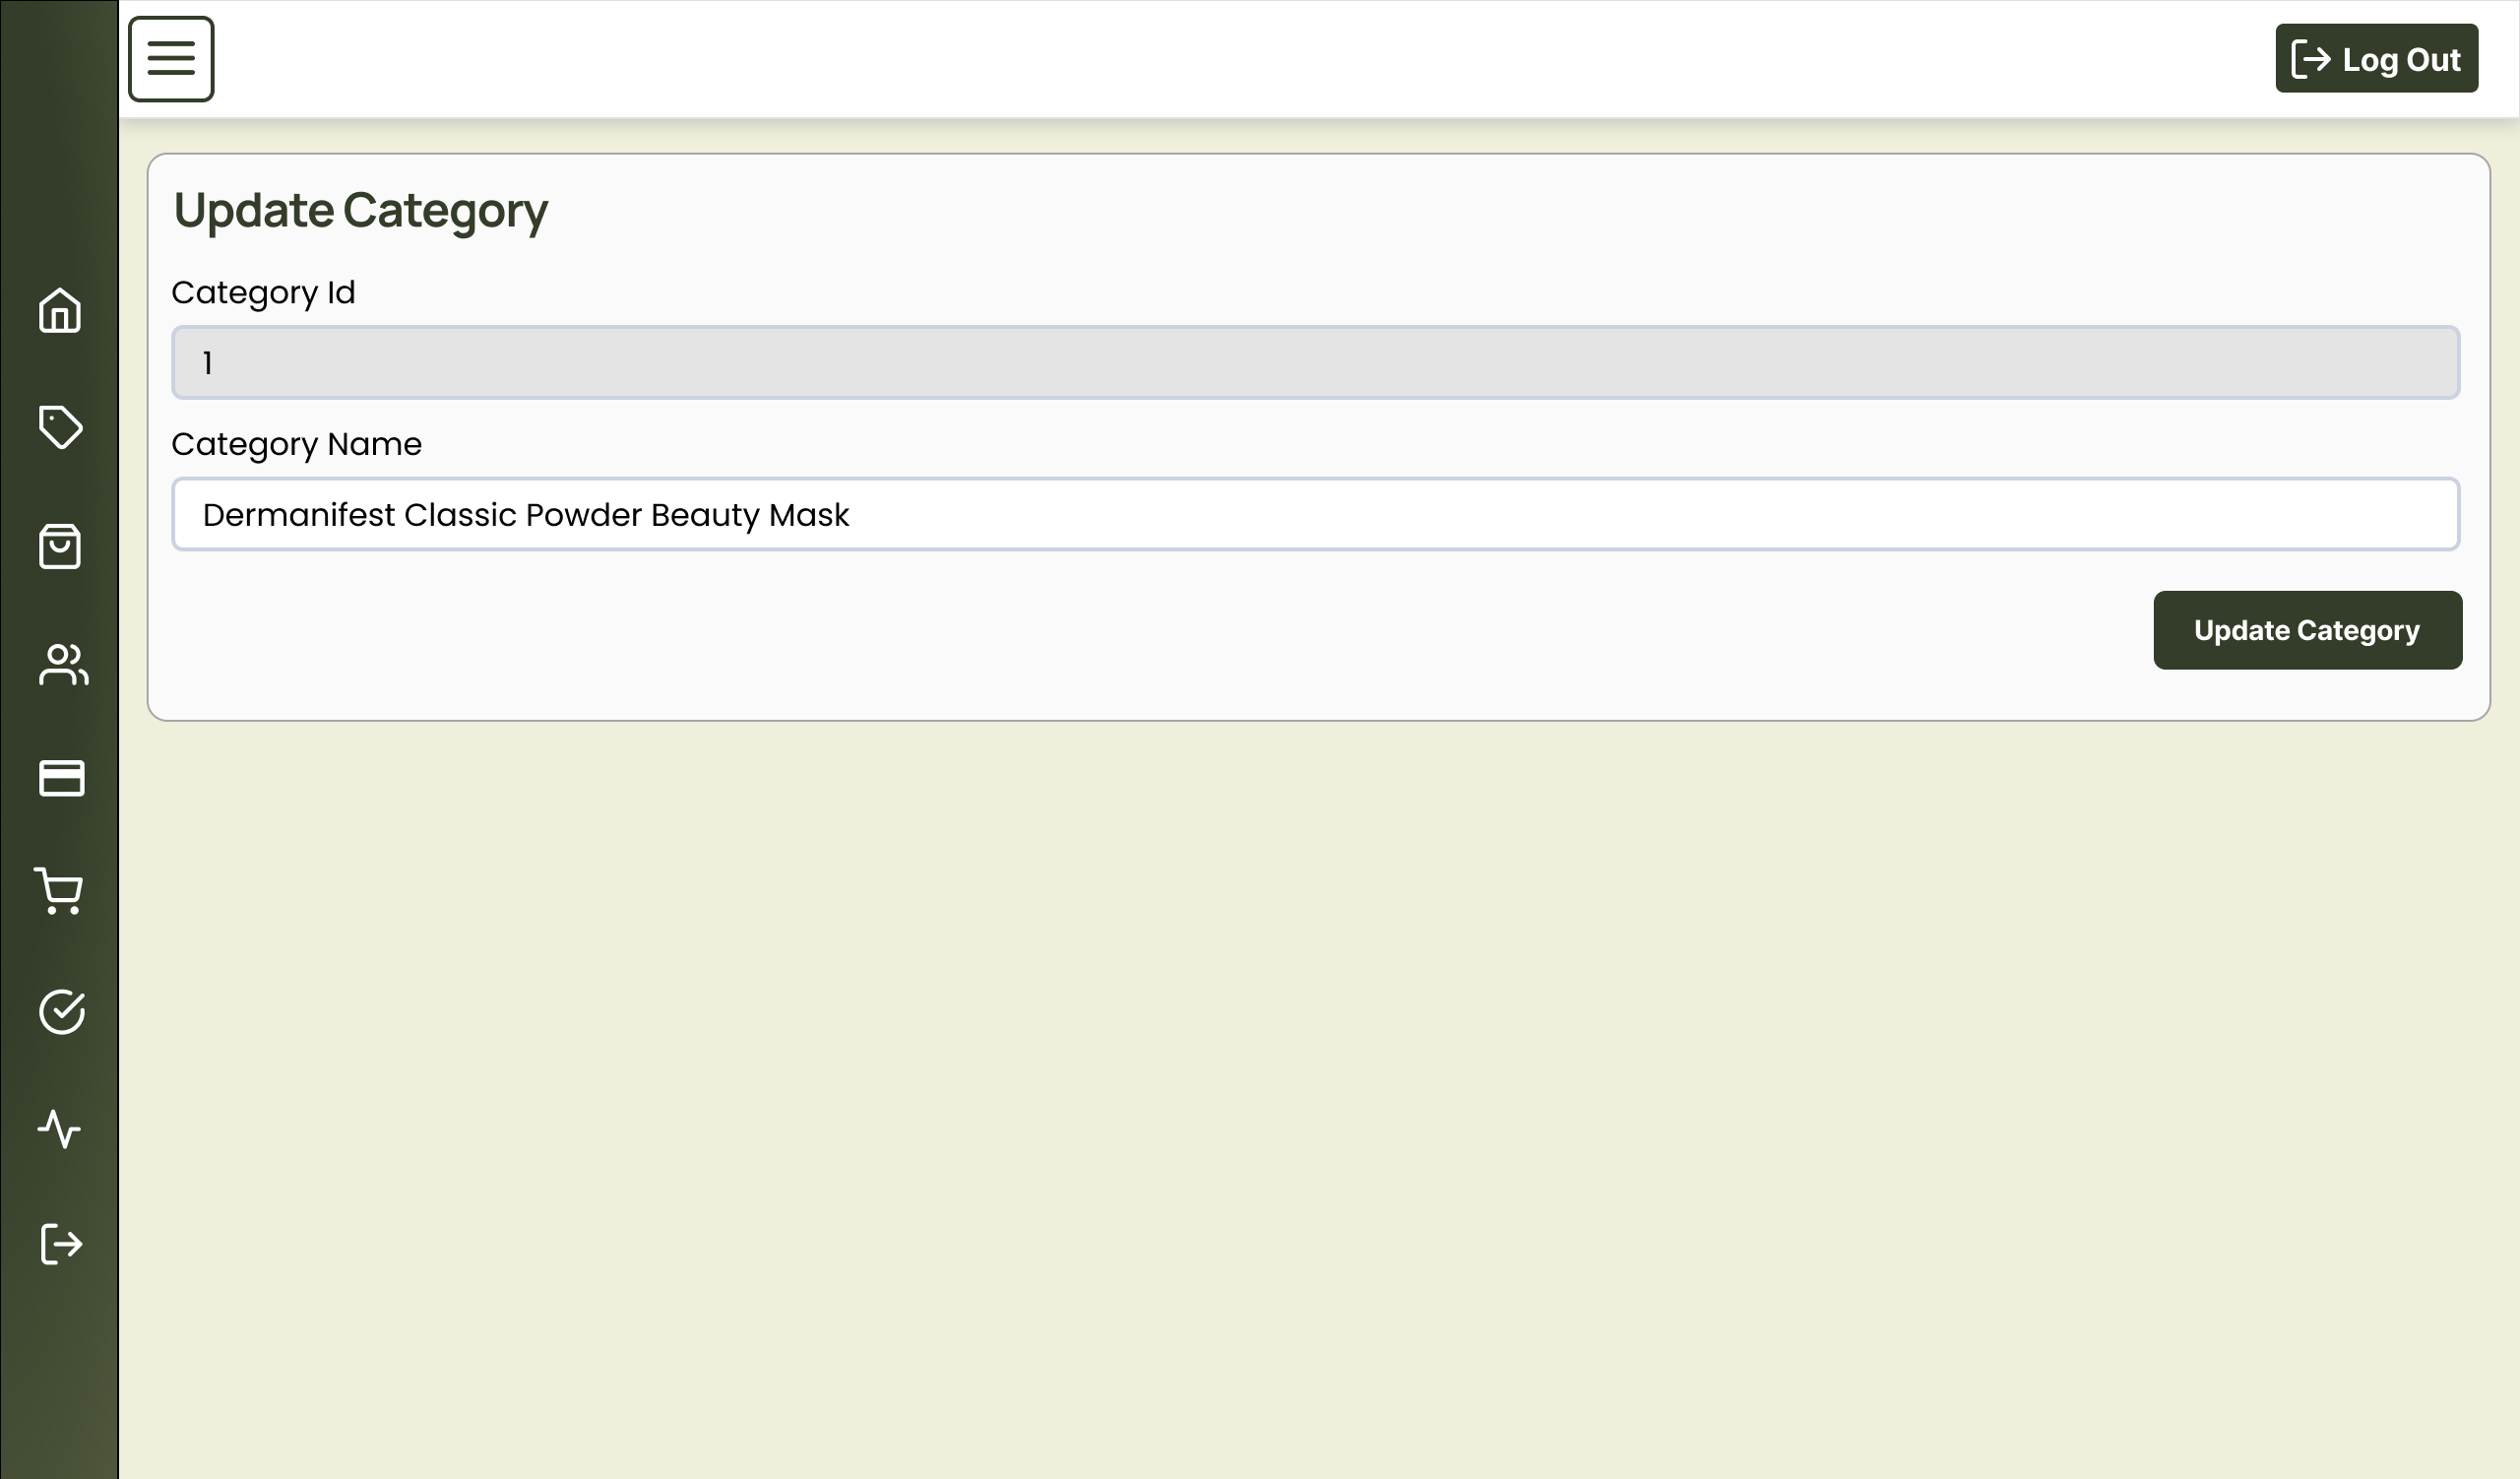 Log Out
Update Category
Category Id
1
Category Name
Dermanifest Classic Powder Beauty Mask
Update Category